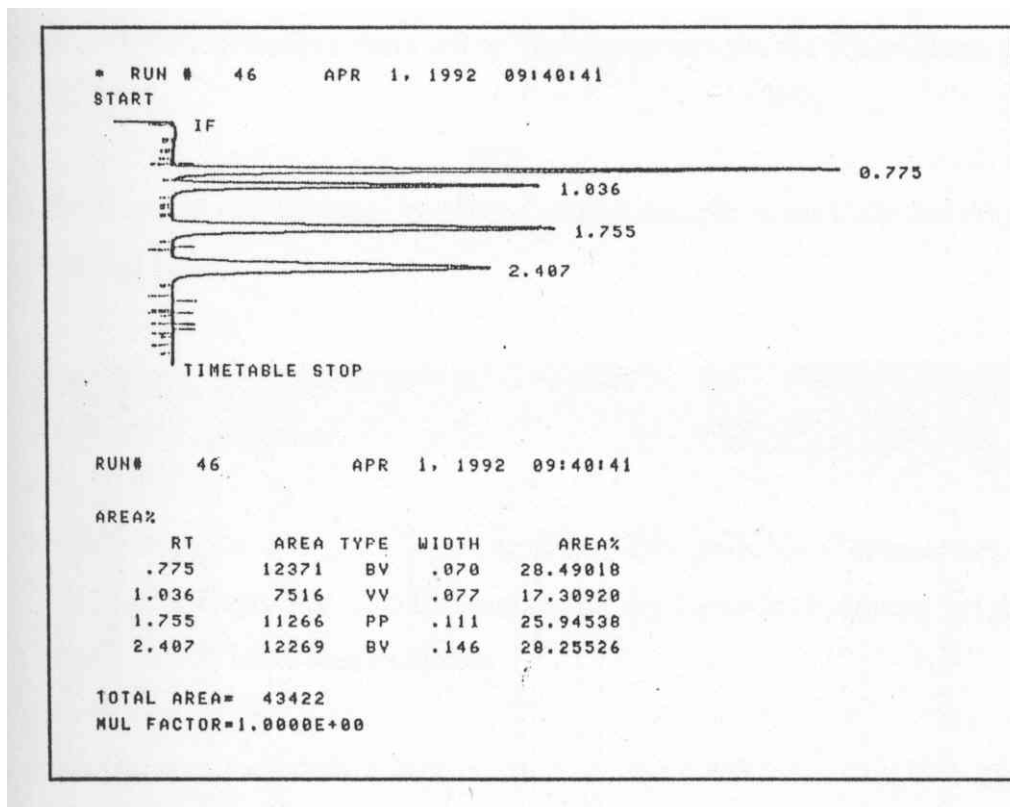 * RUN # 46 APR 1, 1992 09:40:41
START
IF
0.775
1.036
1.755
2.407
TIMETABLE STOP
RUN# 46 APR 1, 1992 09:40:41
AREA%
RT AREA TYPE WIDTH AREA%
.775 12371 BV .070 28.49018
1.036 7516 VV .077 17.30920
1.755 11266 PP .111 25.94538
2.407 12269 BV .146 28.25526
TOTAL AREA= 43422
MUL FACTOR=1.0000E+00